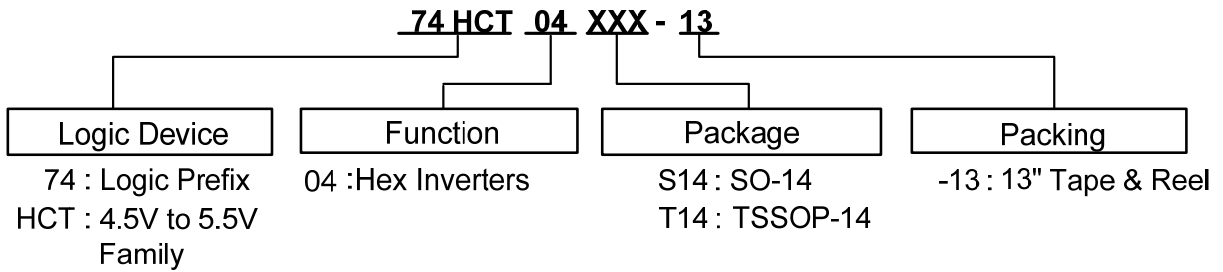 74 HCT 04 XXX - 13
Logic Device
74 : Logic Prefix
HCT : 4.5V to 5.5V
Family
Function
04 :Hex Inverters
Package
S14 : SO-14
T14 : TSSOP-14
Packing
-13 : 13" Tape & Reel